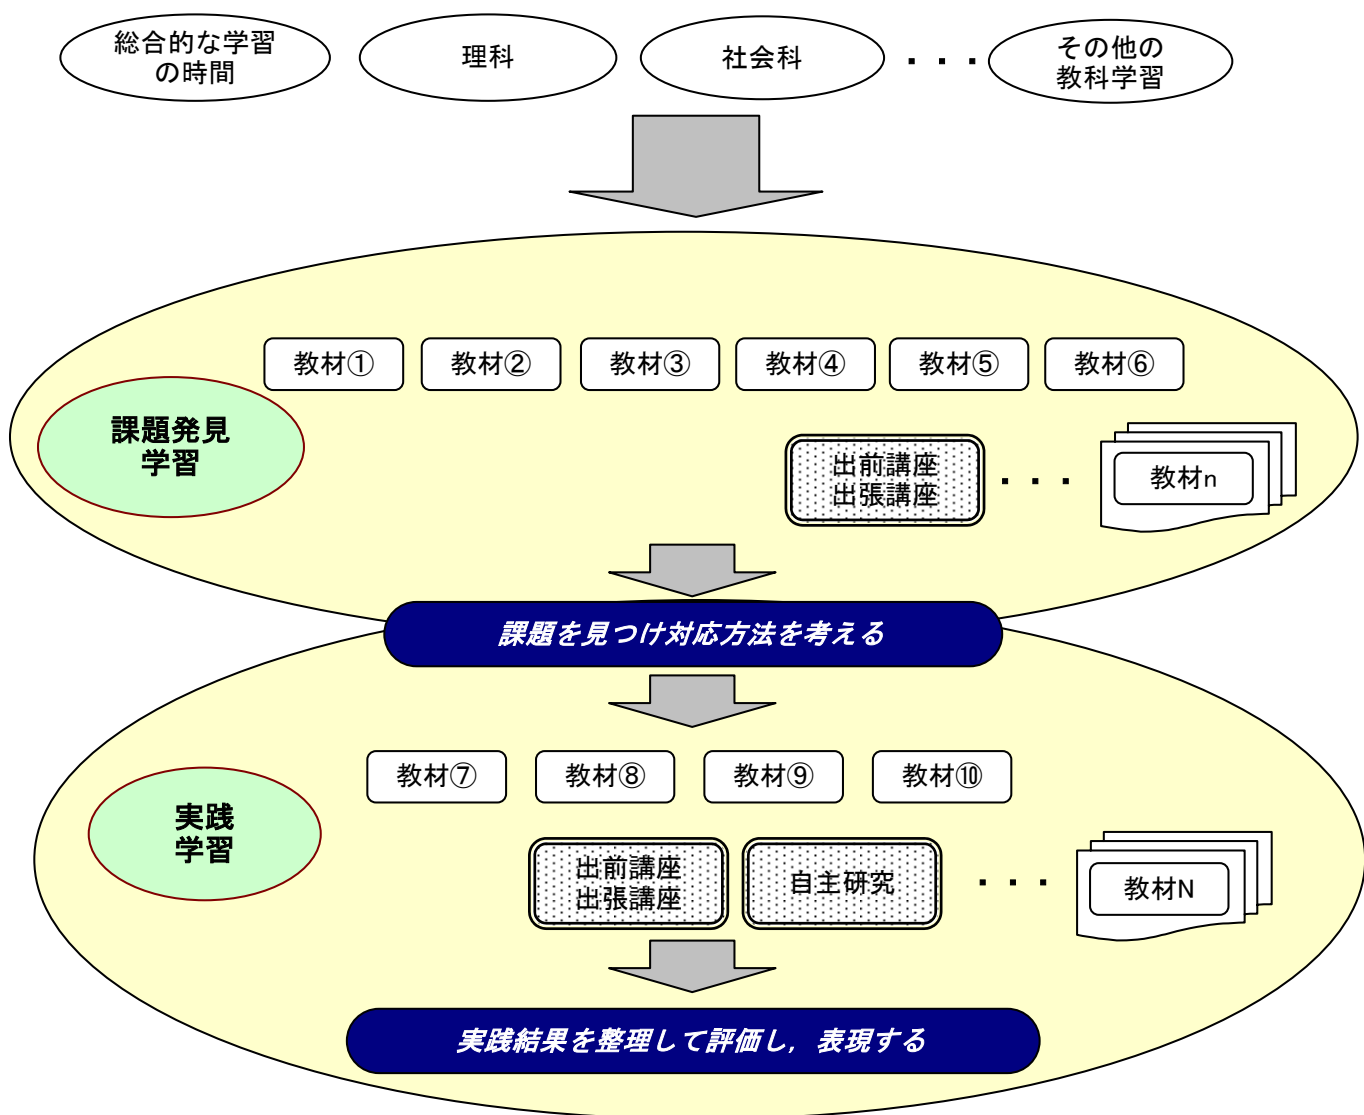 総合的な学習
の時間
理科
社会科
・・・
その他の
教科学習
教材①
教材②
教材③
教材④
教材⑤
教材⑥
課題発見
学習
出前講座
出張講座
・・・
教材n
課題を見つけ対応方法を考える
教材⑦
教材⑧
教材⑨
教材⑩
実践
学習
出前講座
出張講座
自主研究
・・・
教材N
実践結果を整理して評価し，表現する